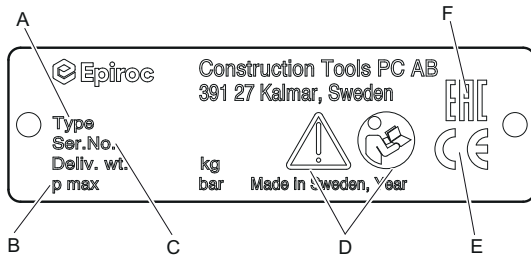 A
F
Epiroc
Construction Tools PC AB
391 27 Kalmar, Sweden
EAC
Type
Ser.No.
Deliv. wt. kg
p max bar Made in Sweden, Year
CE
B
C
D
E